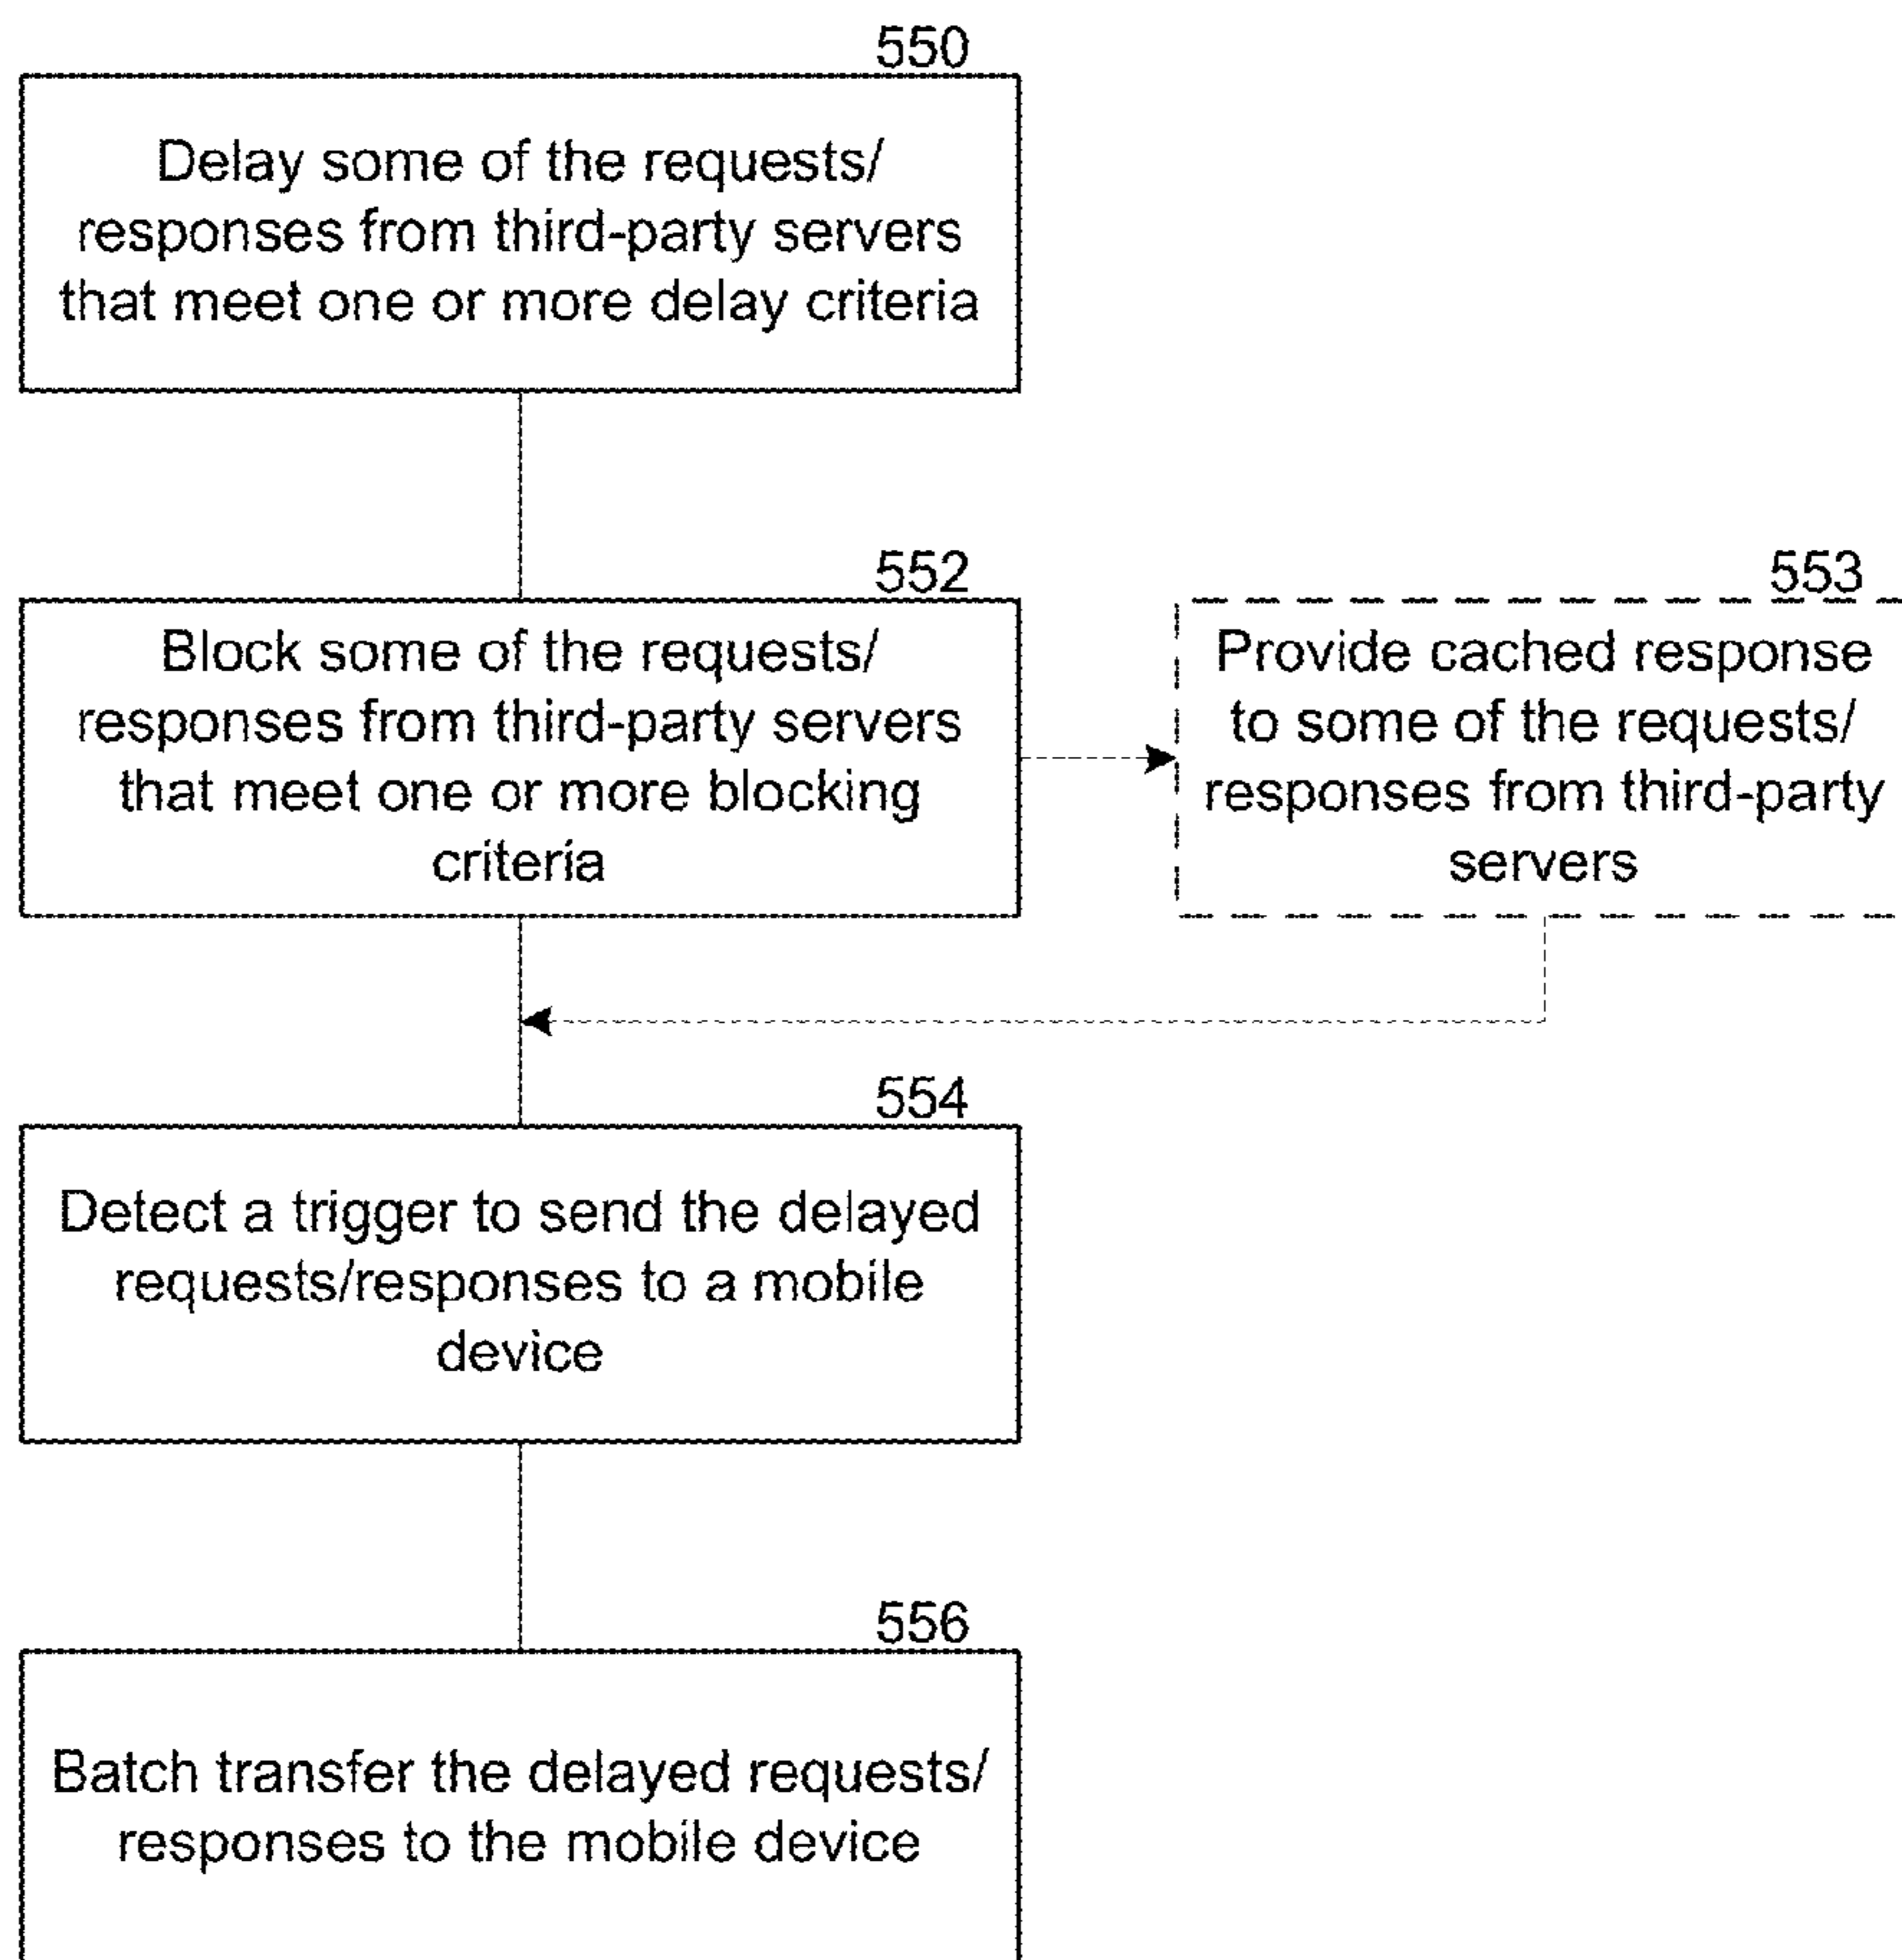 550
Delay some of the requests/
responses from third-party servers
that meet one or more delay criteria
552
Block some of the requests/
responses from third-party servers
that meet one or more blocking
criteria
553
Provide cached response
to some of the requests/
responses from third-party
servers
554
Detect a trigger to send the delayed
requests/responses to a mobile
device
556
Batch transfer the delayed requests/
responses to the mobile device